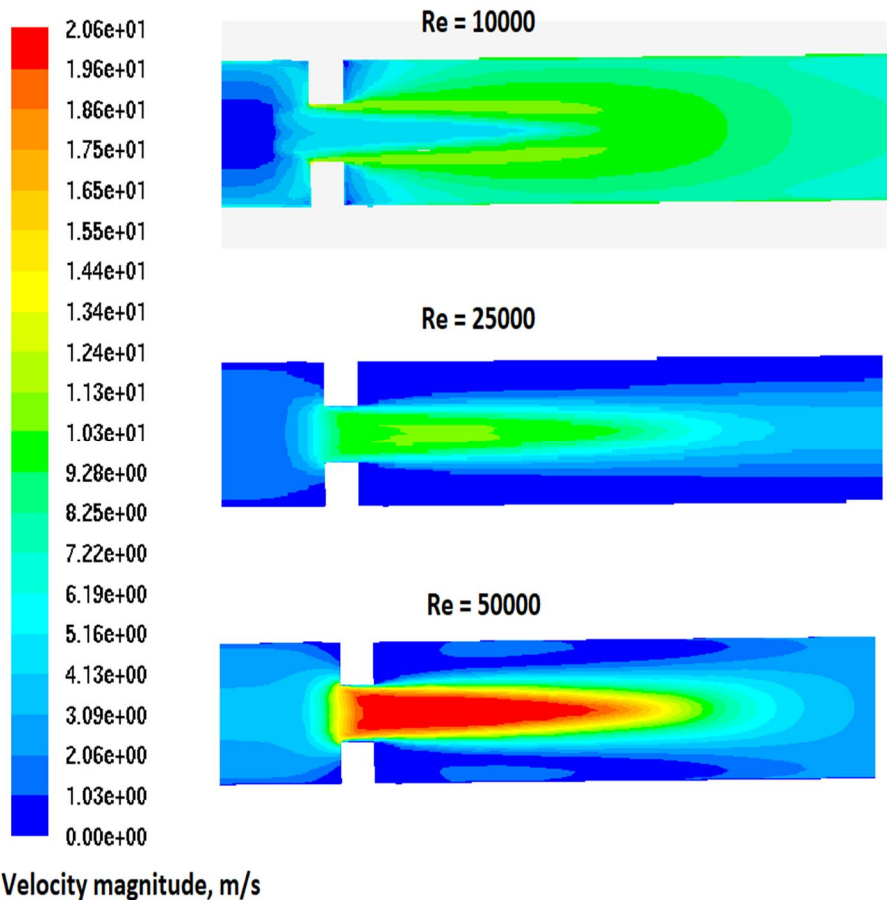 Re = 10000
2.06e+01
1.96e+01
1.86e+01
1.75e+01
1.65e+01
1.55e+01
1.44e+01
1.34e+01
1.24e+01
1.13e+01
1.03e+01
9.28e+00
8.25e+00
7.22e+00
6.19e+00
5.16e+00
4.13e+00
3.09e+00
2.06e+00
1.03e+00
0.00e+00
Re = 25000
Re = 50000
Velocity magnitude, m/s